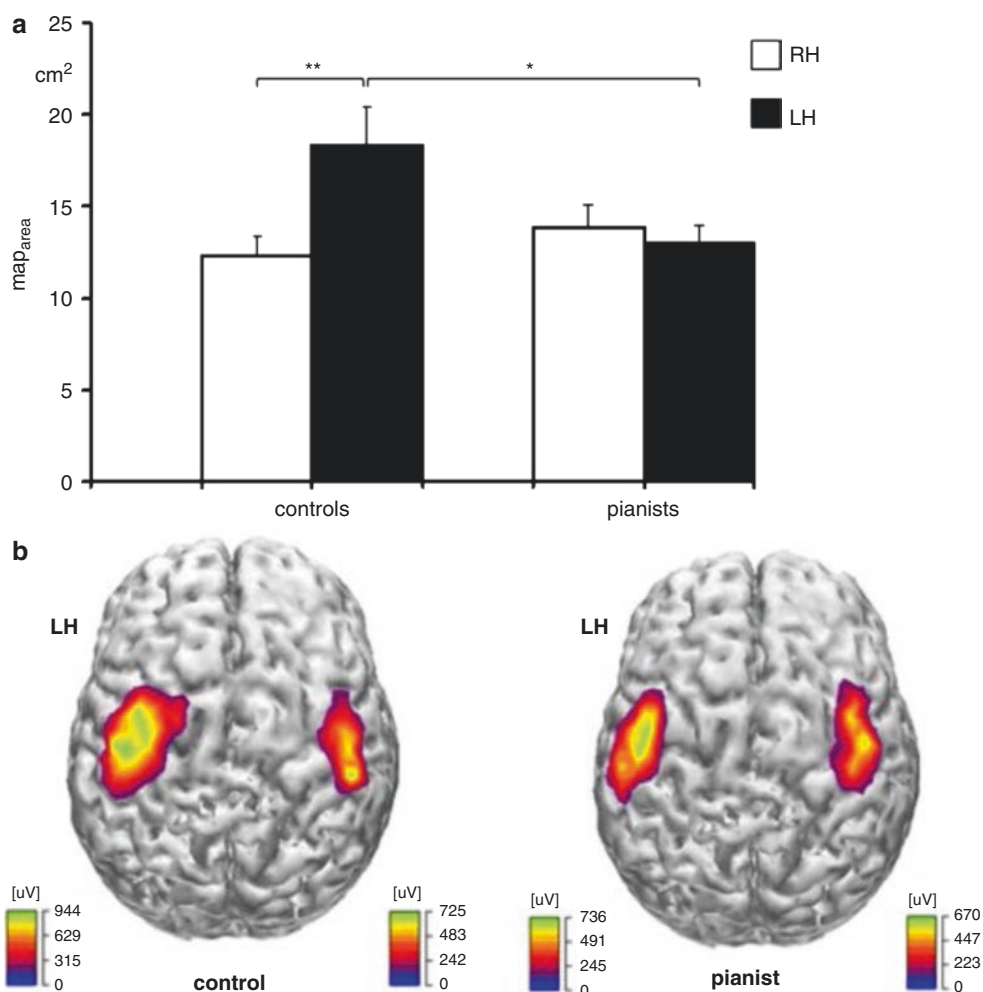 a
25
cm²
20
15
10
5
0
map_area
** *
RH
LH
controls pianists
b
LH LH
[uV] [uV] [uV] [uV]
944 725 736 670
629 483 491 447
315 242 245 223
0 0 0 0
control pianist